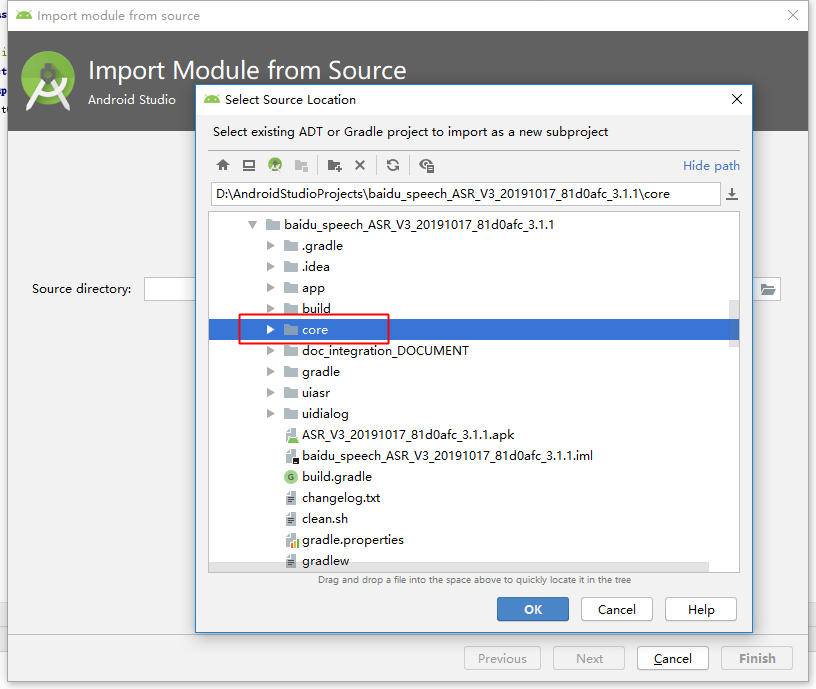 Import module from source
Import Module from Source
Android Studio
Select Source Location
Select existing ADT or Gradle project to import as a new subproject
Hide path
D:\AndroidStudioProjects\baidu_speech_ASR_V3_20191017_81d0afc_3.1.1\core
baidu_speech_ASR_V3_20191017_81d0afc_3.1.1
.gradle
.idea
app
build
Source directory:
core
doc_integration_DOCUMENT
gradle
uiasr
uidialog
ASR_V3_20191017_81d0afc_3.1.1.apk
baidu_speech_ASR_V3_20191017_81d0afc_3.1.1.iml
build.gradle
changelog.txt
clean.sh
gradle.properties
gradlew
Drag and drop a file into the space above to quickly locate it in the tree
OK Cancel Help
Previous Next Cancel Finish